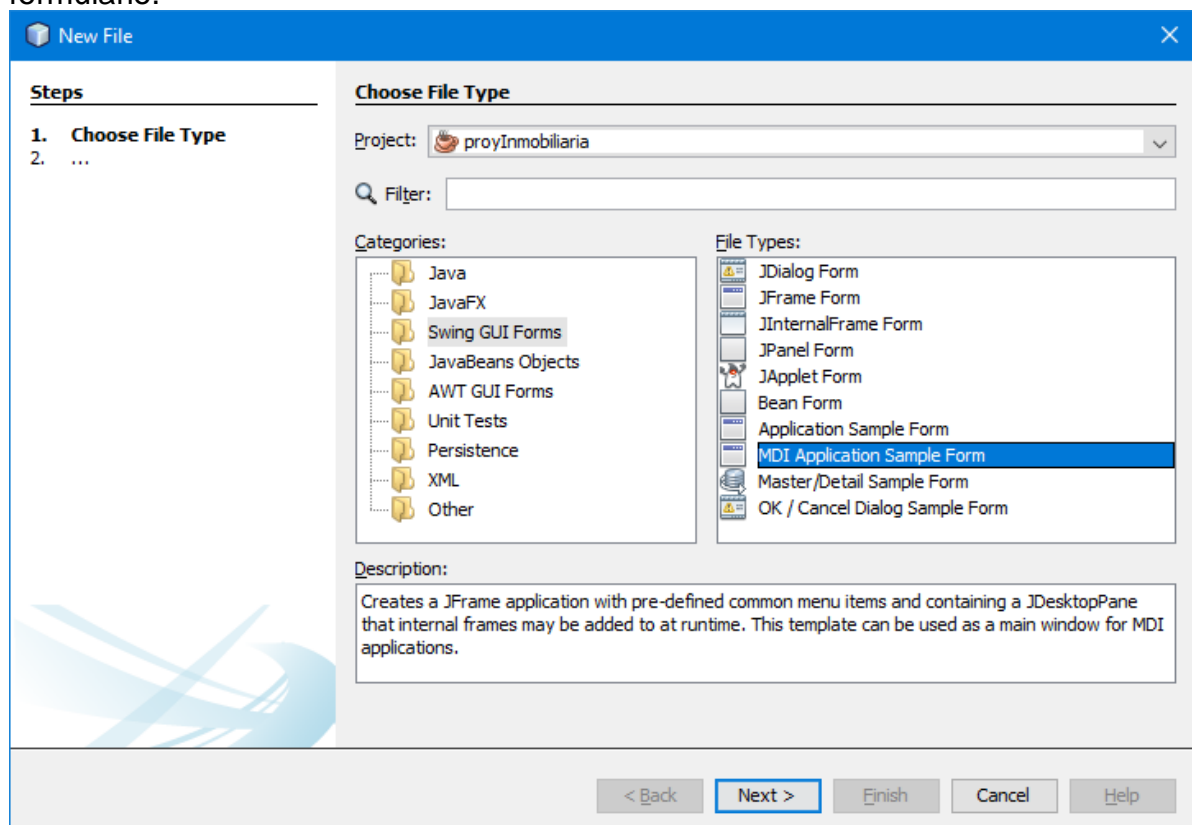 formulario.
New File
Steps
1. Choose File Type
2. ...
Choose File Type
Project: proyInmobiliaria
Filter:
Categories:
Java
JavaFX
Swing GUI Forms
JavaBeans Objects
AWT GUI Forms
Unit Tests
Persistence
XML
Other
File Types:
JDialog Form
JFrame Form
JInternalFrame Form
JPanel Form
JApplet Form
Bean Form
Application Sample Form
MDI Application Sample Form
Master/Detail Sample Form
OK / Cancel Dialog Sample Form
Description:
Creates a JFrame application with pre-defined common menu items and containing a JDesktopPane
that internal frames may be added to at runtime. This template can be used as a main window for MDI
applications.
< Back Next > Finish Cancel Help